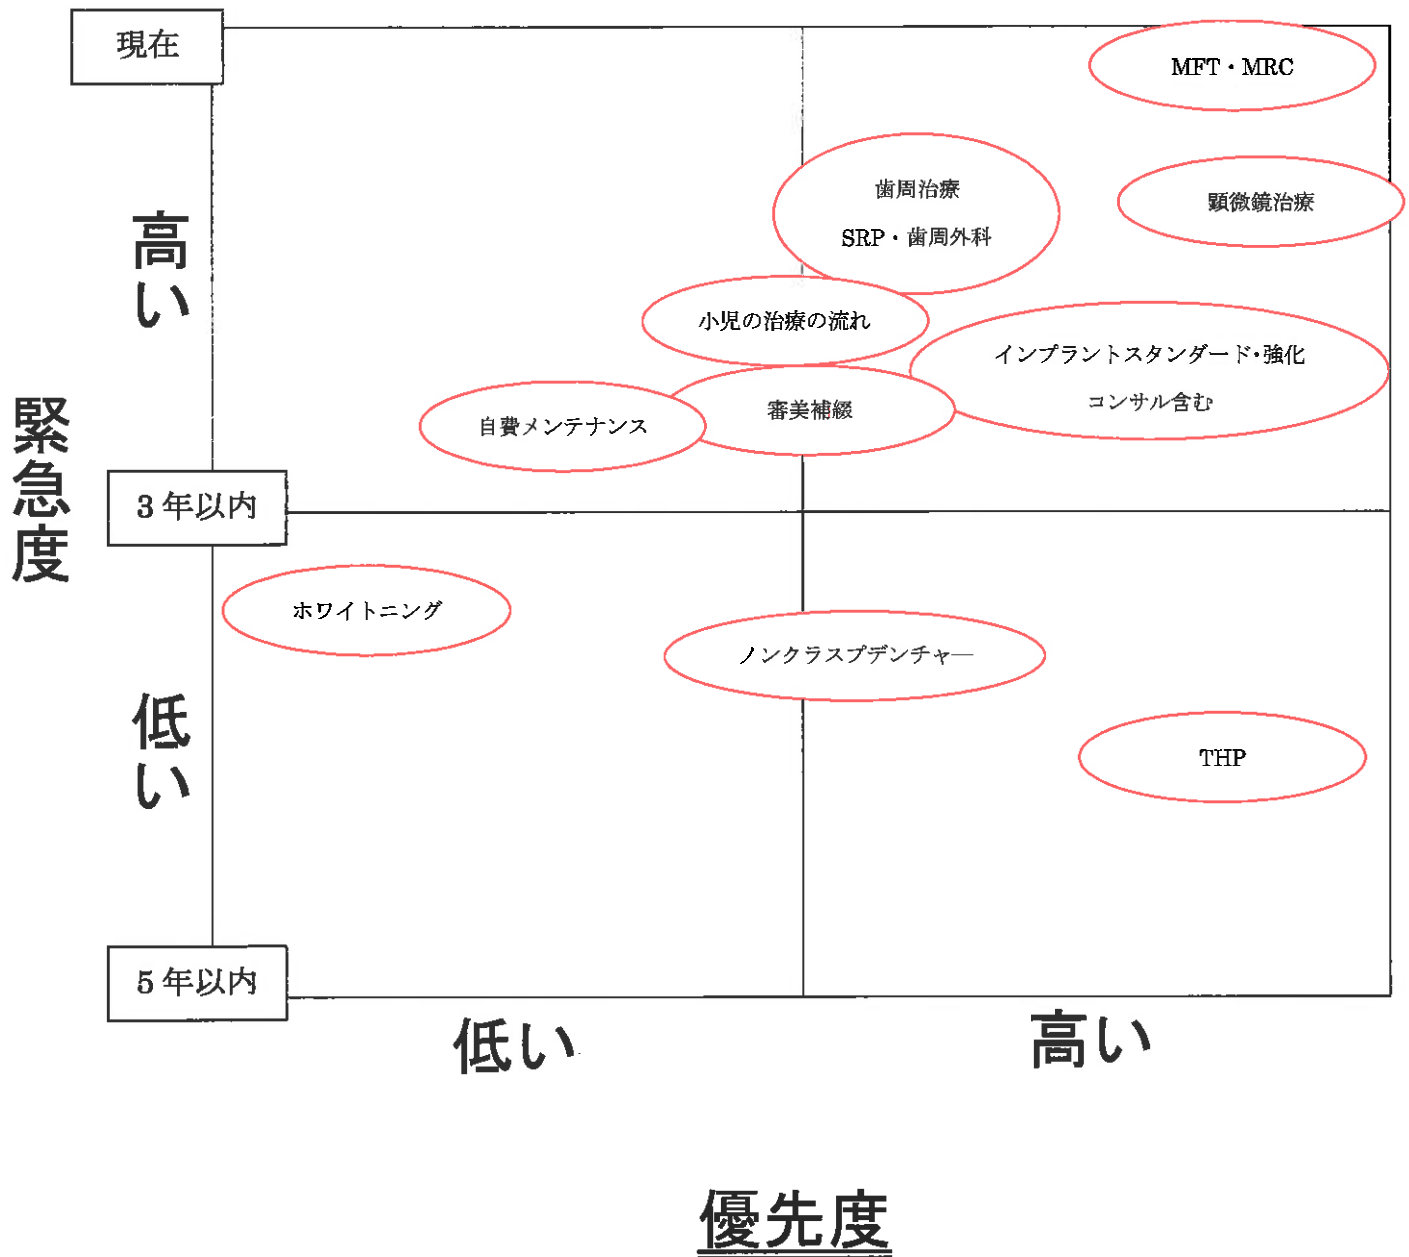 現在
MFT・MRC
歯周治療
SRP・歯周外科
顕微鏡治療
高い
小児の治療の流れ
インプラントスタンダード・強化
コンサル含む
審美補綴
自費メンテナンス
緊急度
3年以内
ホワイトニング
ノンクラスプデンチャ―
低い
THP
5年以内
低い
高い
優先度